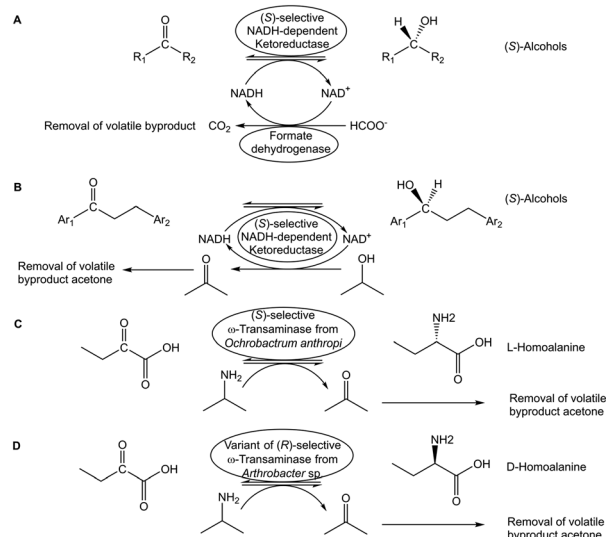 A
O
C
R1 R2
(S)-selective
NADH-dependent
Ketoreductase
H OH
C
R1 R2
(S)-Alcohols
NADH NAD+
Removal of volatile byproduct CO2 HCOO-
Formate
dehydrogenase
B
O
C
Ar1 Ar2
(S)-selective
NADH-dependent
Ketoreductase
NADH NAD+
HO H
C
Ar1 Ar2
(S)-Alcohols
Removal of volatile
byproduct acetone
O
OH
C
(S)-selective
ω-Transaminase from
Ochrobactrum anthropi
O
C
C OH
O
NH2
C OH
O
L-Homoalanine
NH2 O
Removal of volatile
byproduct acetone
D
Variant of (R)-selective
ω-Transaminase from
Arthrobacter sp
O
C
C OH
O
NH2
C OH
O
D-Homoalanine
NH2 O
Removal of volatile
byproduct acetone